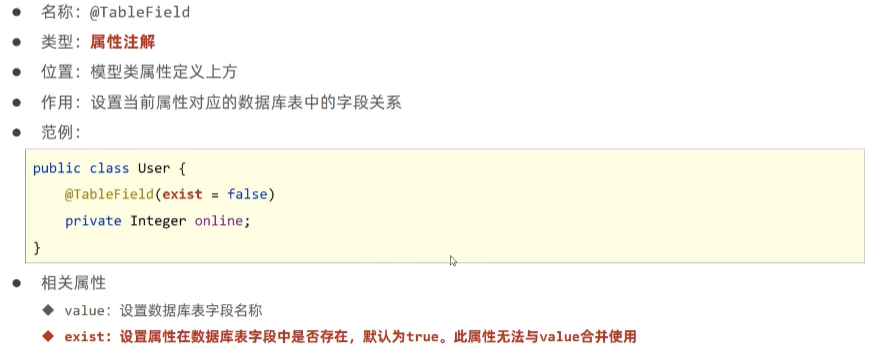 ● 名称：@TableField
● 类型：属性注解
● 位置：模型类属性定义上方
● 作用：设置当前属性对应的数据库表中的字段关系
● 范例：
public class User {
@TableField(exist = false)
private Integer online;
}
● 相关属性
◆ value：设置数据库表字段名称
◆ exist：设置属性在数据库表字段中是否存在，默认为true。此属性无法与value合并使用